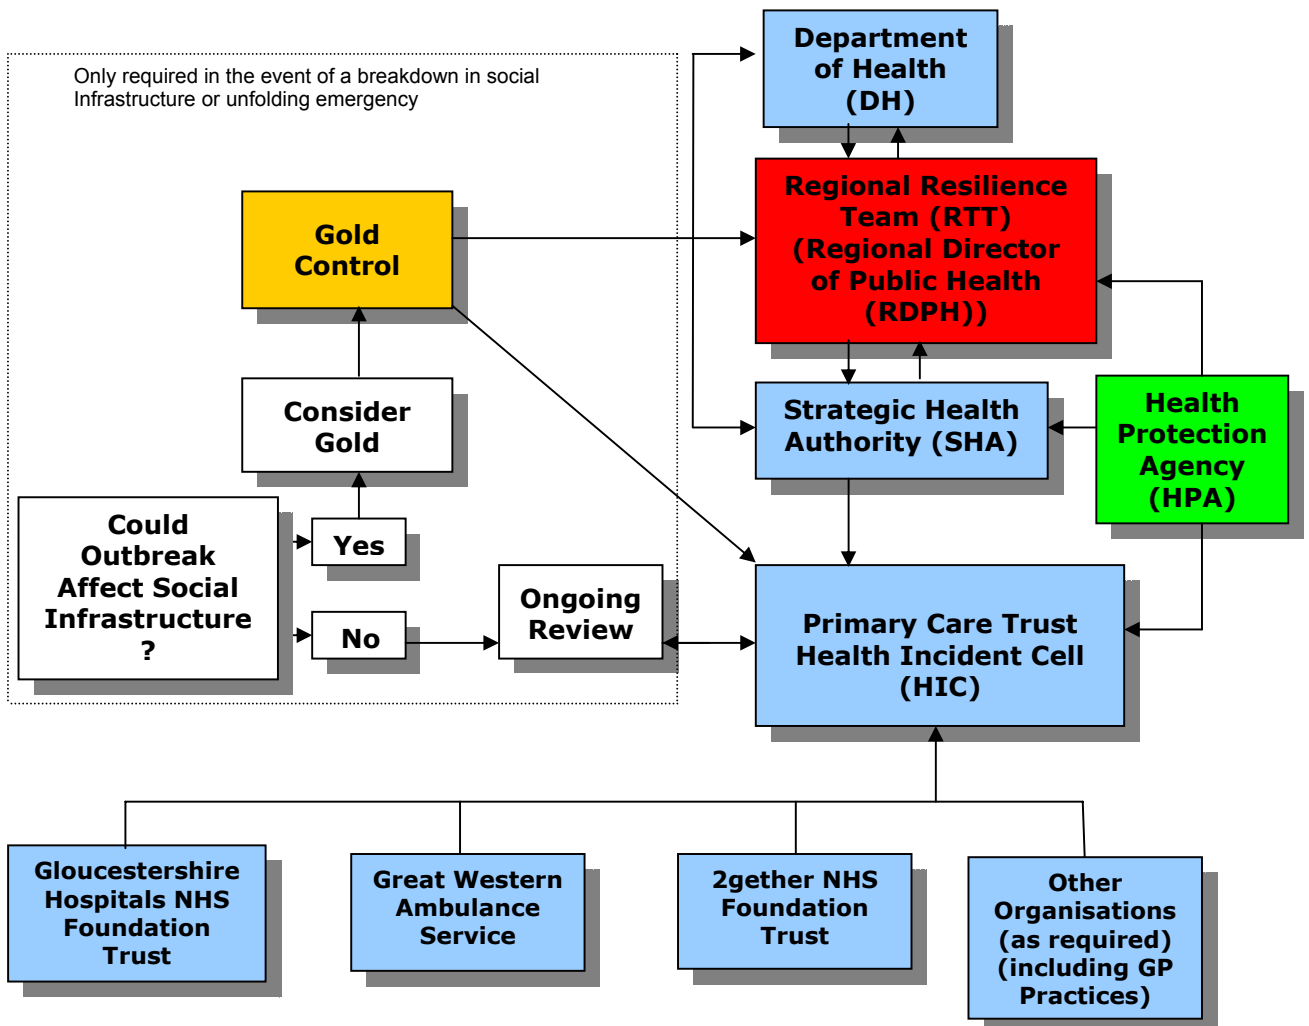 Only required in the event of a breakdown in social
Infrastructure or unfolding emergency
Department
of Health
(DH)
Regional Resilience
Team (RTT)
(Regional Director
of Public Health
(RDPH))
Gold
Control
Consider
Gold
Strategic Health
Authority (SHA)
Health
Protection
Agency
(HPA)
Could
Outbreak
Affect Social
Infrastructure
?
Yes
No
Ongoing
Review
Primary Care Trust
Health Incident Cell
(HIC)
Gloucestershire
Hospitals NHS
Foundation
Trust
Great Western
Ambulance
Service
2gether NHS
Foundation
Trust
Other
Organisations
(as required)
(including GP
Practices)